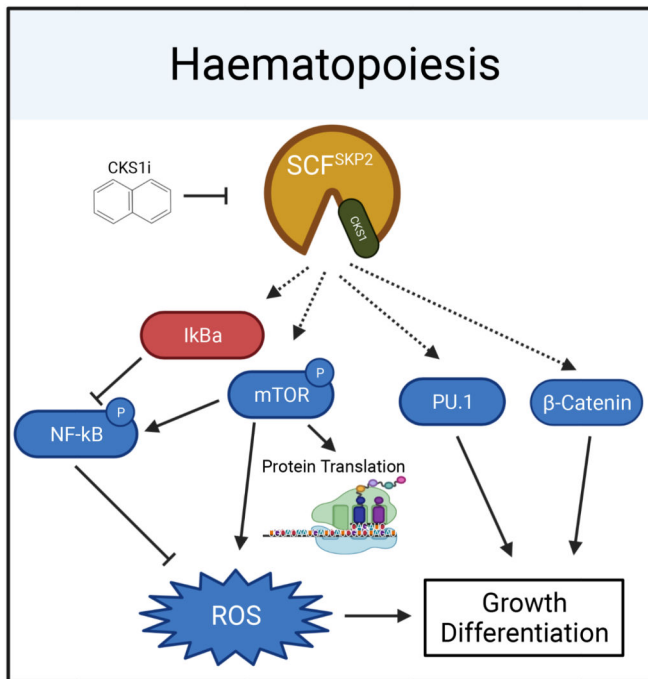 Haematopoiesis
CKS1i
SCF^SKP2
CKS1
IkBa
P
mTOR
P
NF-kB
PU.1
β-Catenin
Protein Translation
ROS
Growth
Differentiation